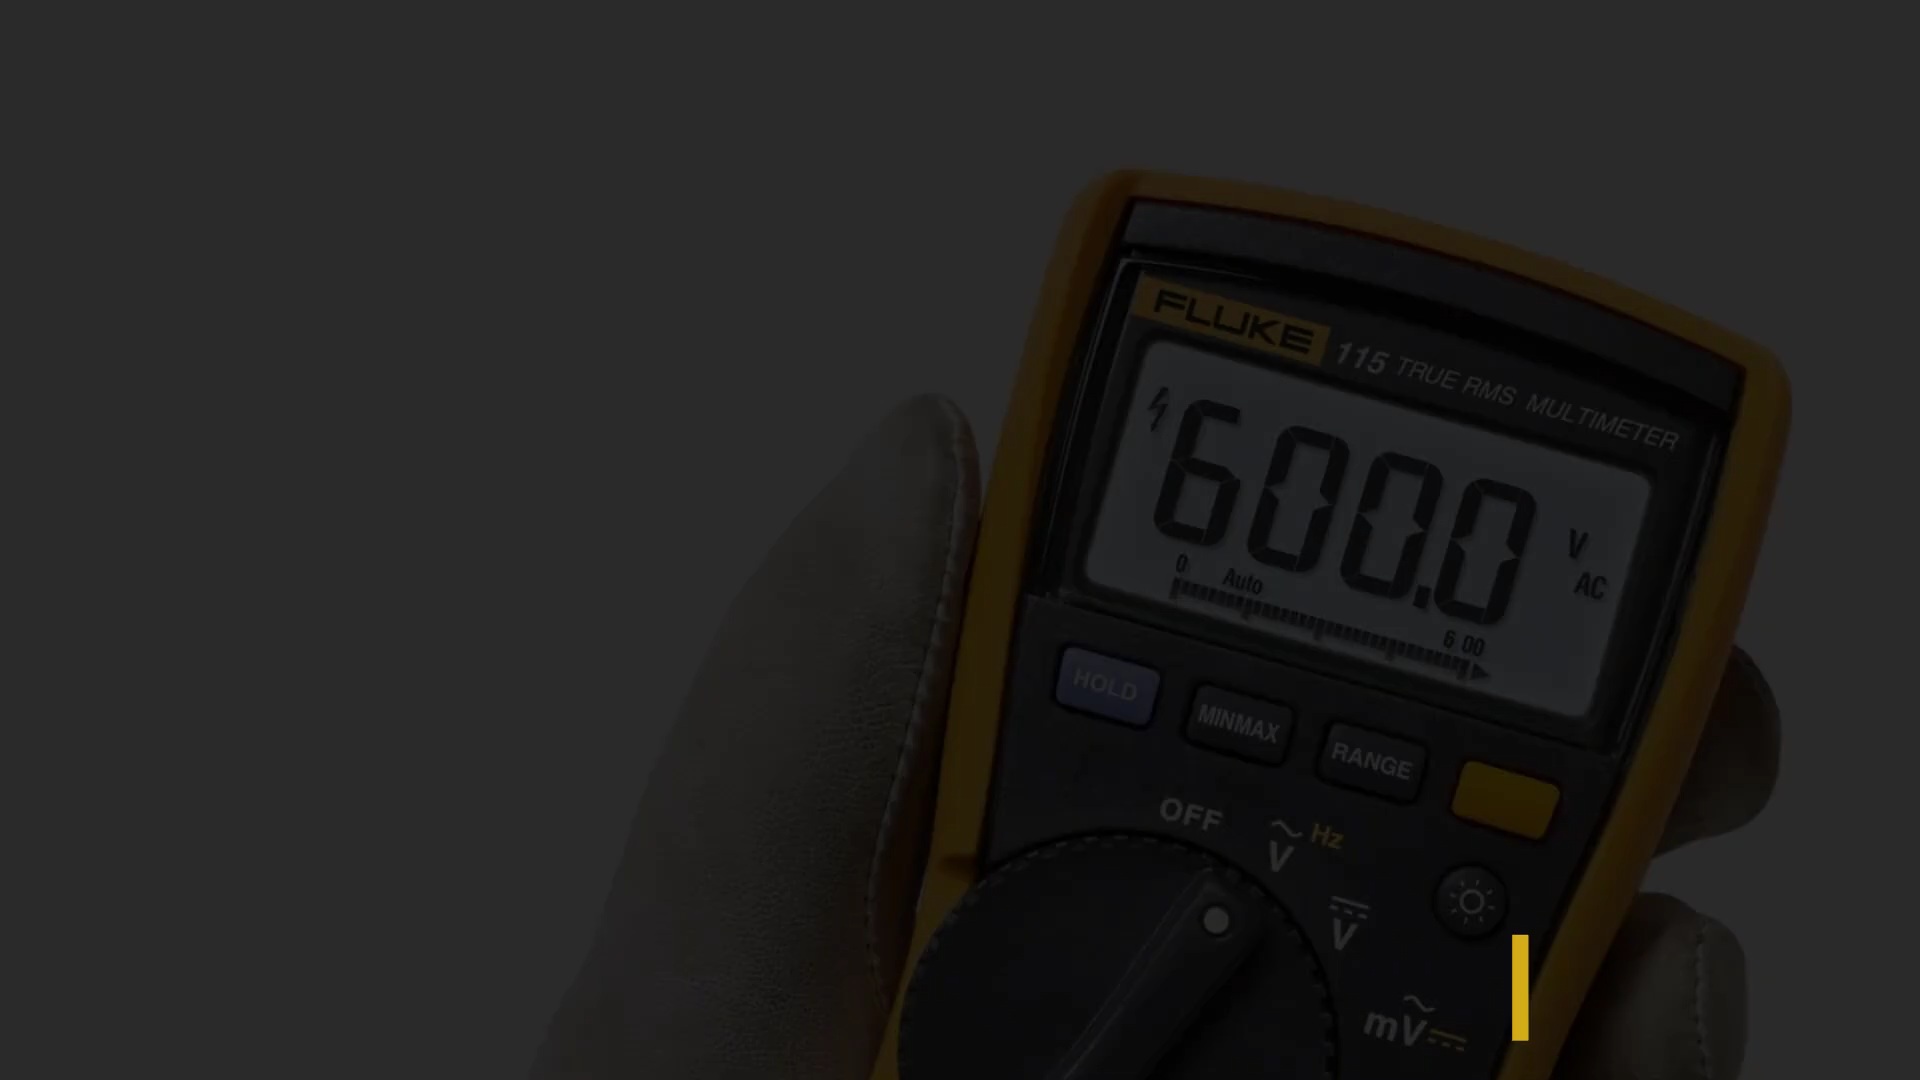 FLUKE 115 TRUE RMS MULTIMETER
600.0 V AC
0 Auto 6 00
HOLD MINMAX RANGE
OFF V Hz
V
mV